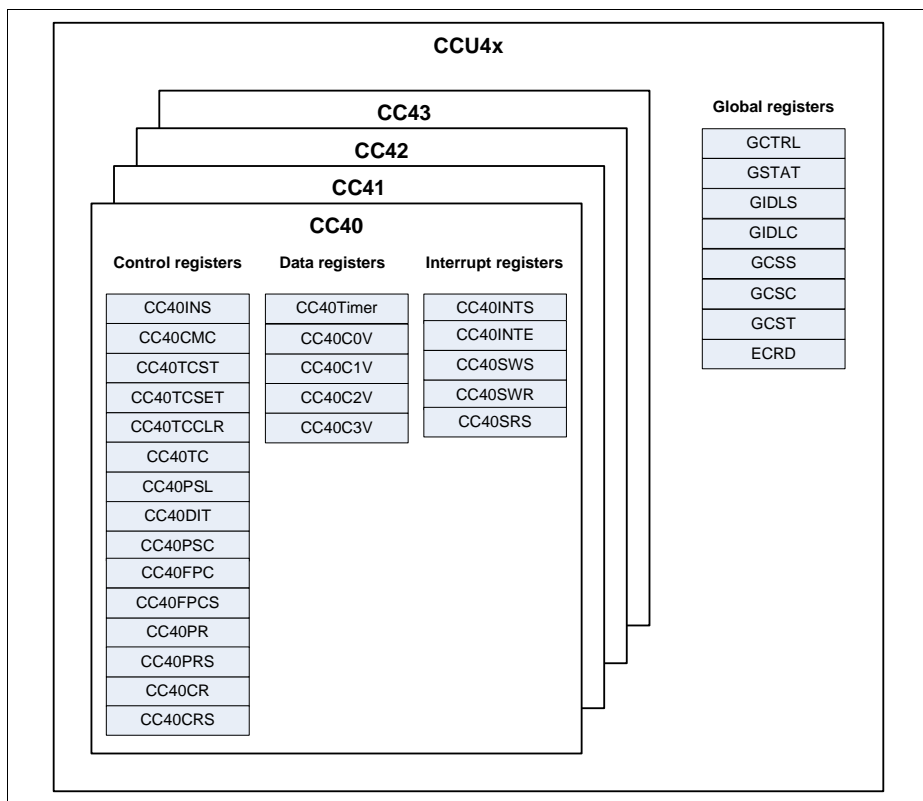 CCU4x
CC43
CC42
CC41
CC40
Control registers
CC40INS
CC40CMC
CC40TCST
CC40TCSET
CC40TCCLR
CC40TC
CC40PSL
CC40DIT
CC40PSC
CC40FPC
CC40FPCS
CC40PR
CC40PRS
CC40CR
CC40CRS
Data registers
CC40Timer
CC40C0V
CC40C1V
CC40C2V
CC40C3V
Interrupt registers
CC40INTS
CC40INTE
CC40SWS
CC40SWR
CC40SRS
Global registers
GCTRL
GSTAT
GIDLS
GIDLC
GCSS
GCSC
GCST
ECRD